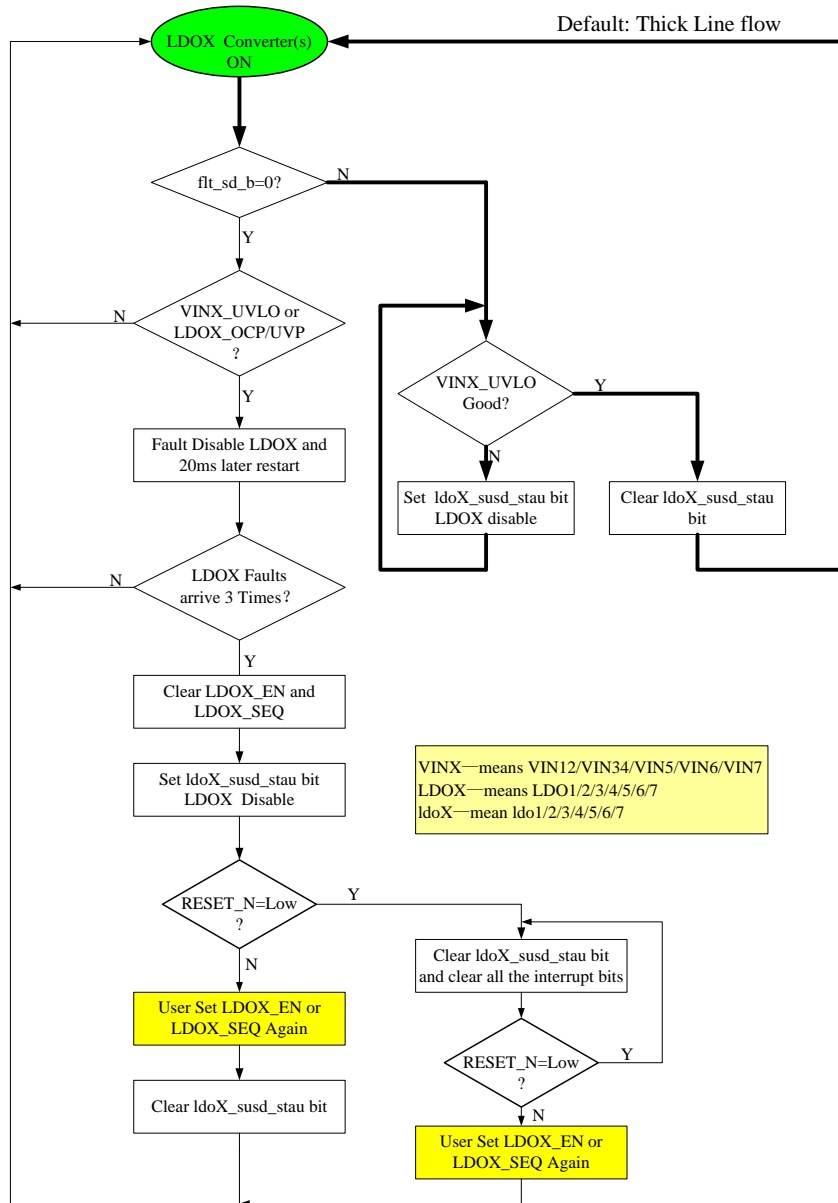 Default: Thick Line flow
LDOX Converter(s)
ON
flt_sd_b=0?
N
Y
VINX_UVLO or
LDOX_OCP/UVP
?
N
Y
VINX_UVLO
Good?
Y
N
Fault Disable LDOX and
20ms later restart
Set ldoX_susd_stau bit
LDOX disable
Clear ldoX_susd_stau
bit
LDOX Faults
arrive 3 Times?
N
Y
Clear LDOX_EN and
LDOX_SEQ
Set ldoX_susd_stau bit
LDOX Disable
VINX—means VIN12/VIN34/VIN5/VIN6/VIN7
LDOX—means LDO1/2/3/4/5/6/7
ldoX—mean ldo1/2/3/4/5/6/7
RESET_N=Low
?
Y
N
Clear ldoX_susd_stau bit
and clear all the interrupt bits
User Set LDOX_EN or
LDOX_SEQ Again
RESET_N=Low
?
Y
N
Clear ldoX_susd_stau bit
User Set LDOX_EN or
LDOX_SEQ Again